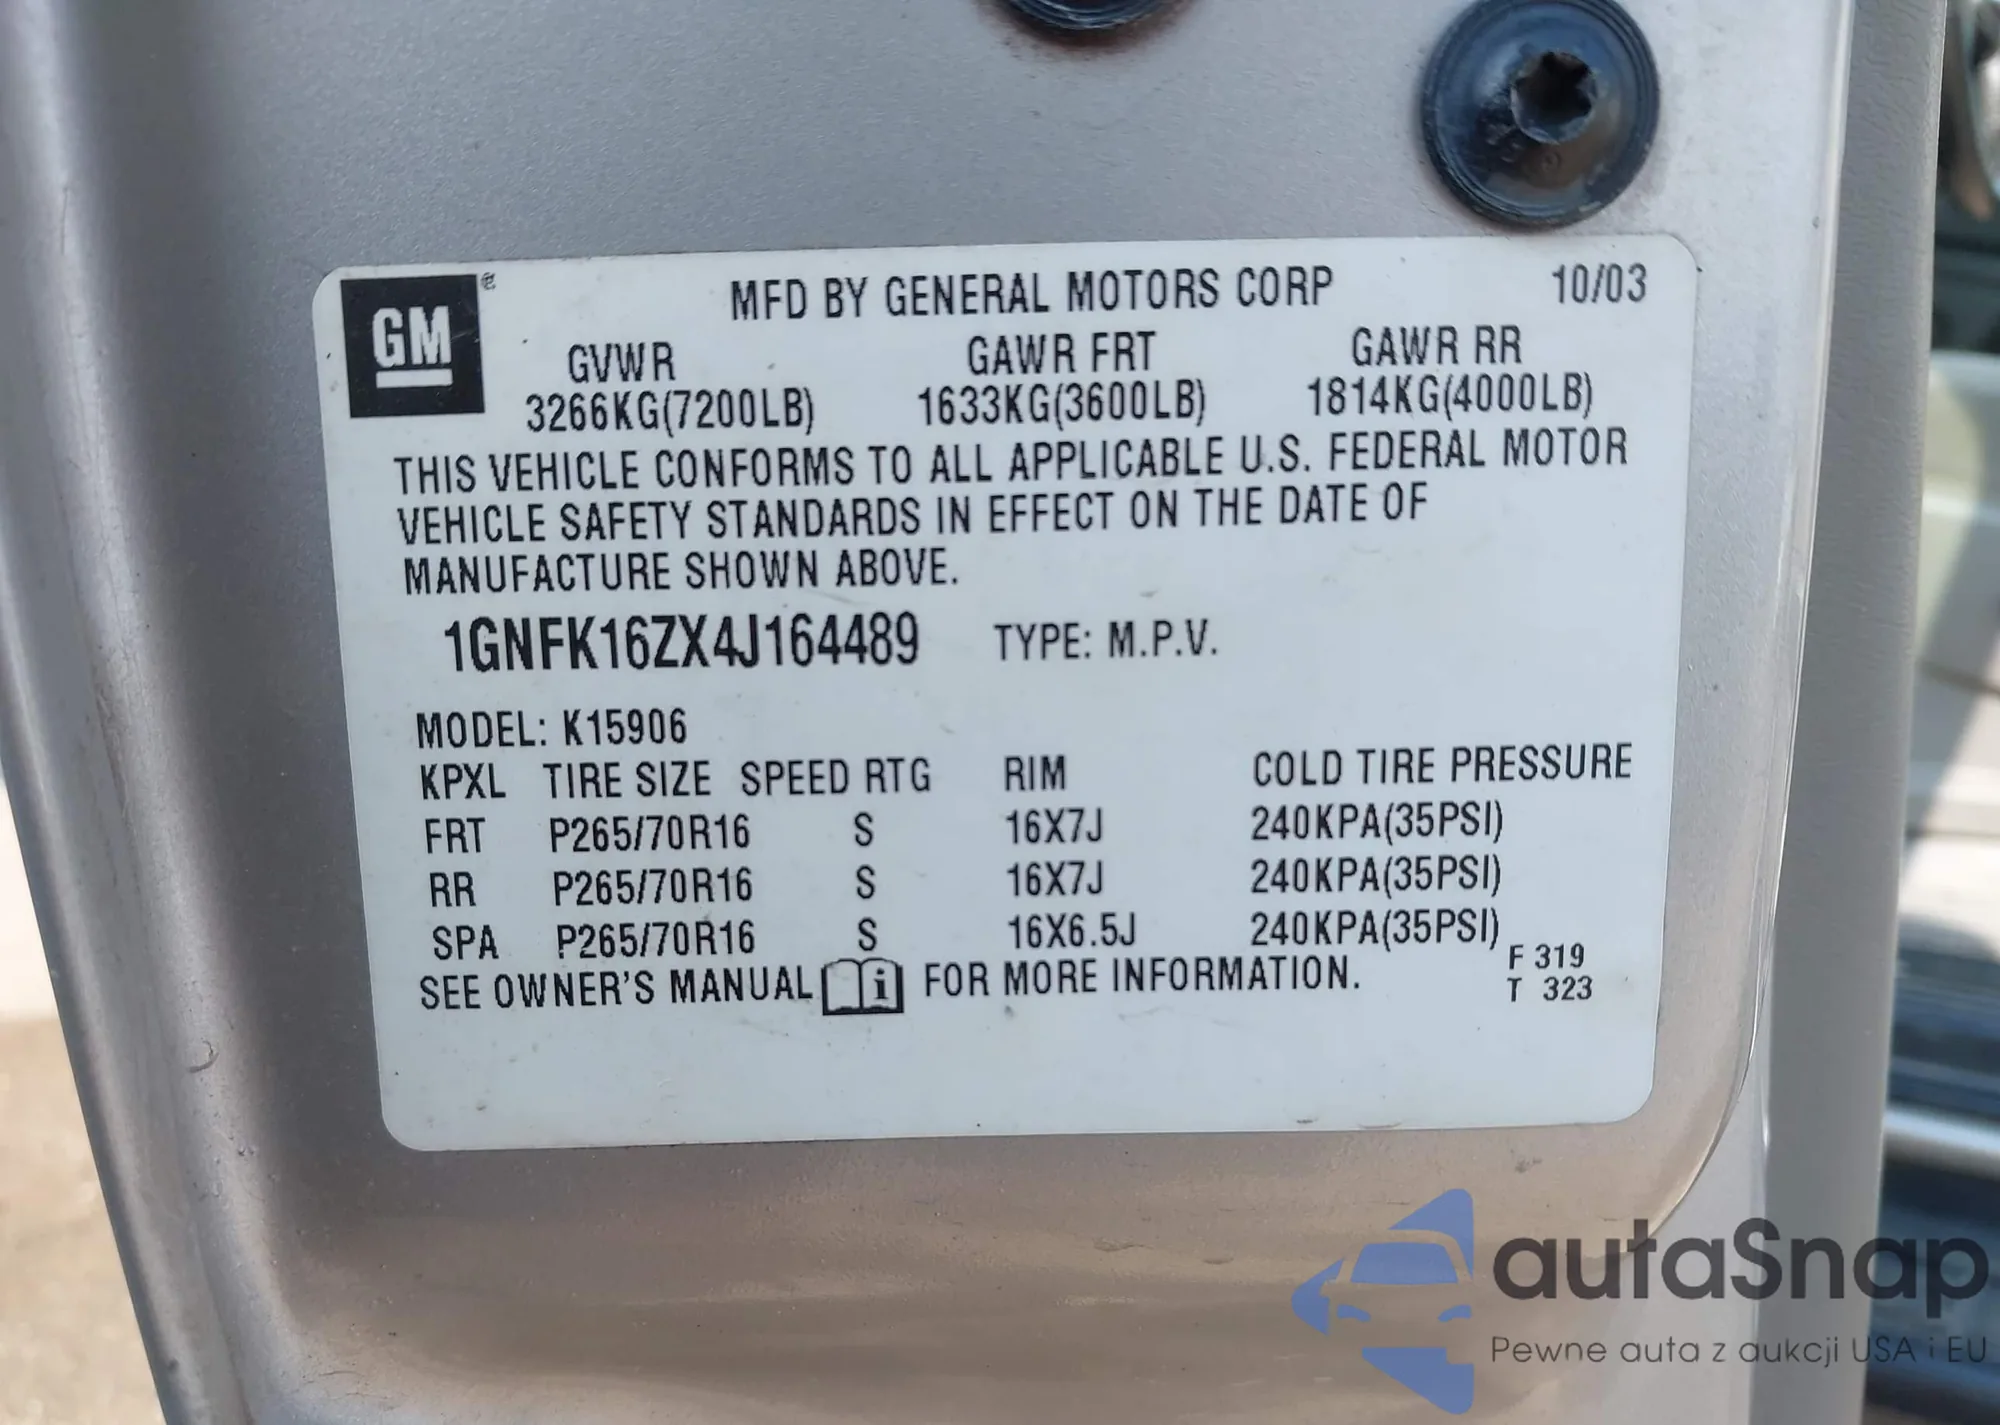 GM ®
MFD BY GENERAL MOTORS CORP 10/03
GVWR GAWR FRT GAWR RR
3266KG(7200LB) 1633KG(3600LB) 1814KG(4000LB)
THIS VEHICLE CONFORMS TO ALL APPLICABLE U.S. FEDERAL MOTOR
VEHICLE SAFETY STANDARDS IN EFFECT ON THE DATE OF
MANUFACTURE SHOWN ABOVE.
1GNFK16ZX4J164489 TYPE: M.P.V.
MODEL: K15906
KPXL TIRE SIZE SPEED RTG RIM COLD TIRE PRESSURE
FRT P265/70R16 S 16X7J 240KPA(35PSI)
RR P265/70R16 S 16X7J 240KPA(35PSI)
SPA P265/70R16 S 16X6.5J 240KPA(35PSI)
SEE OWNER'S MANUAL i FOR MORE INFORMATION.
F 319
T 323
autaSnap
Pewne auta z aukcji USA i EU